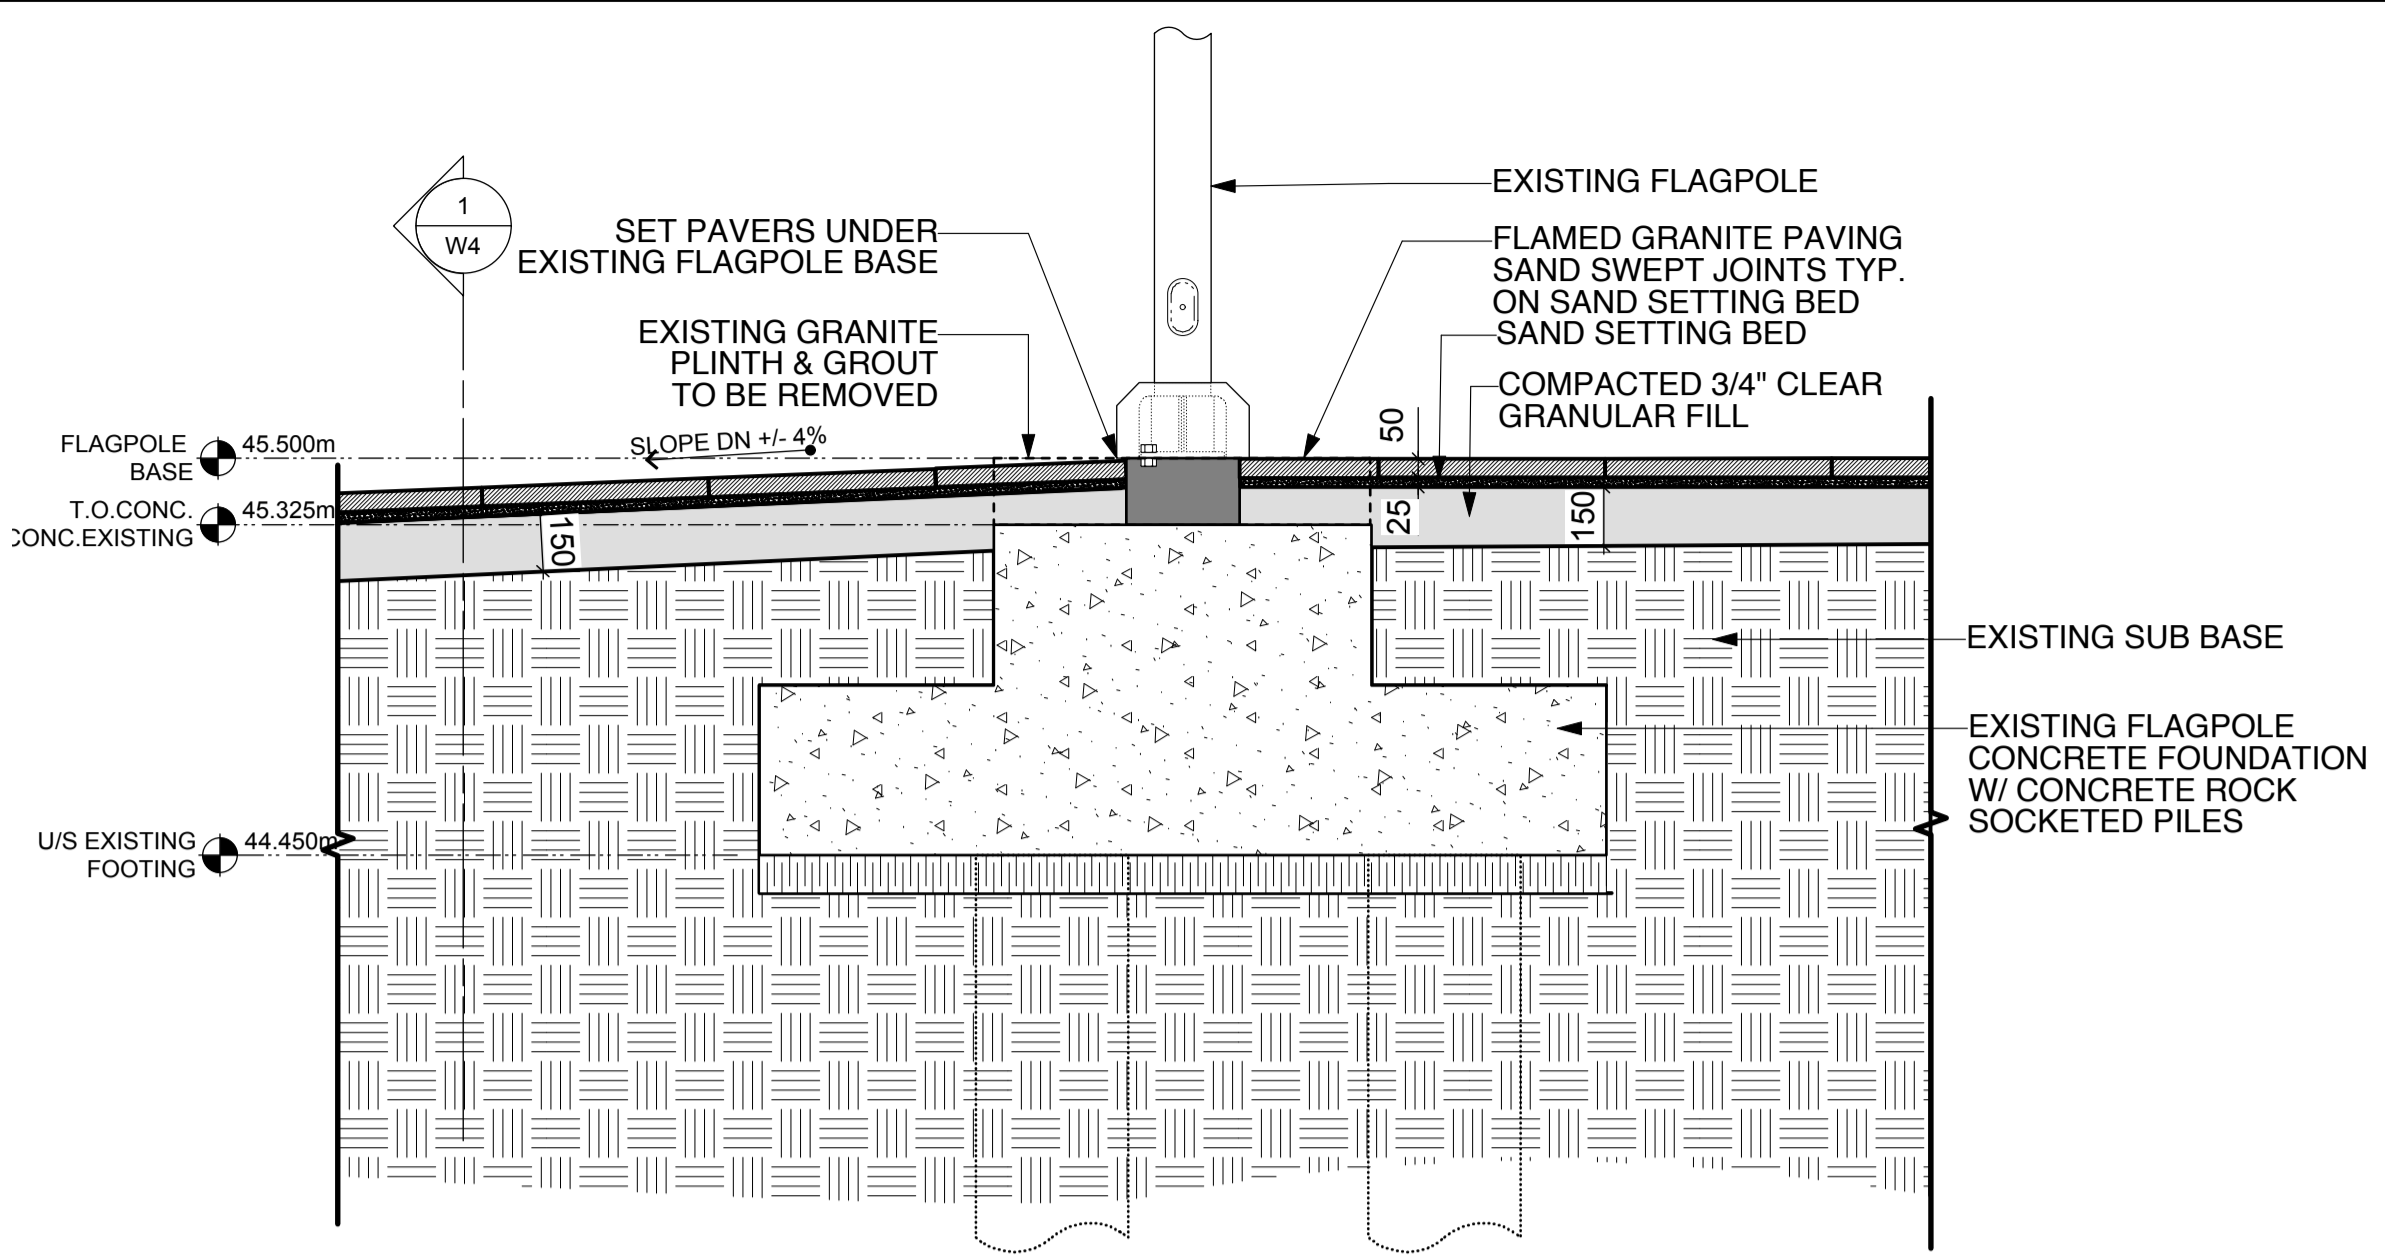 1
W4
SET PAVERS UNDER
EXISTING FLAGPOLE BASE
EXISTING GRANITE
PLINTH & GROUT
TO BE REMOVED
SLOPE DN +/- 4%
FLAGPOLE
BASE
45.500m
T.O.CONC.
CONC.EXISTING
45.325m
U/S EXISTING
FOOTING
44.450m
EXISTING FLAGPOLE
FLAMED GRANITE PAVING
SAND SWEPT JOINTS TYP.
ON SAND SETTING BED
SAND SETTING BED
COMPACTED 3/4" CLEAR
GRANULAR FILL
50
25
150
150
EXISTING SUB BASE
EXISTING FLAGPOLE
CONCRETE FOUNDATION
W/ CONCRETE ROCK
SOCKETED PILES